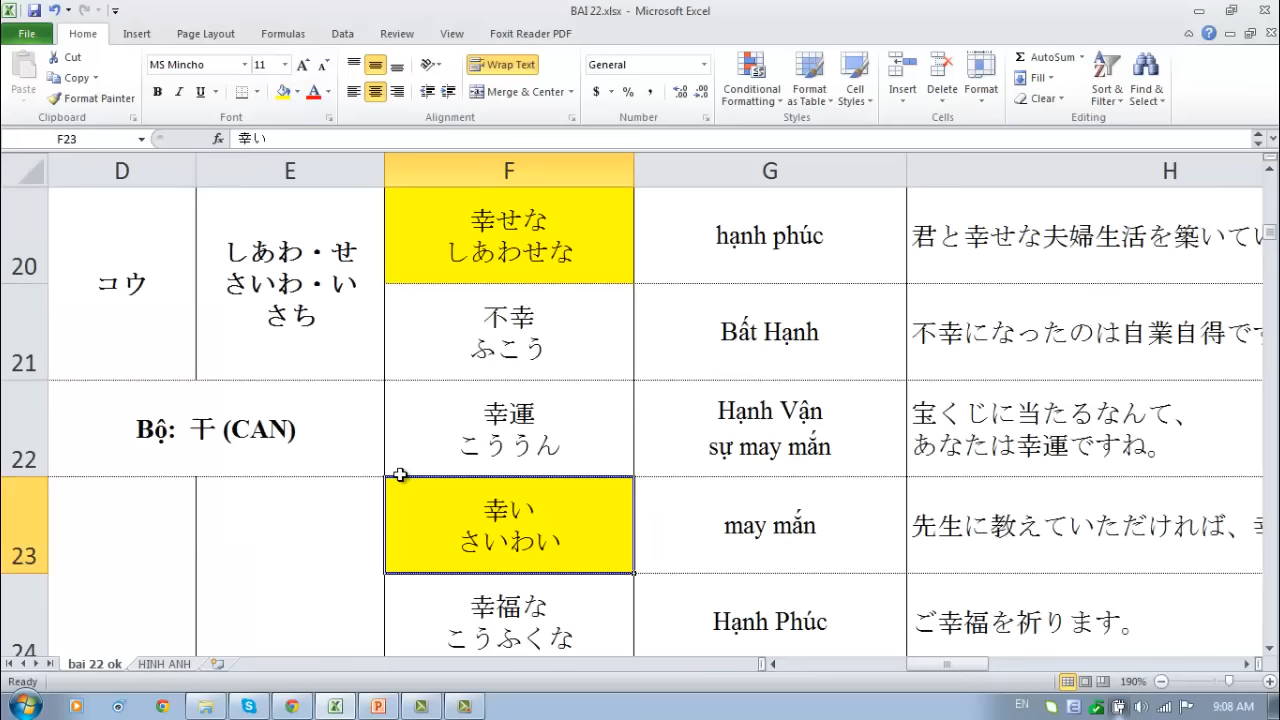 BAI 22.xlsx - Microsoft Excel
File Home Insert Page Layout Formulas Data Review View Foxit Reader PDF
Cut
Copy
Format Painter
Paste
Clipboard
MS Mincho 11
B I U
Font
Wrap Text
Merge & Center
Alignment
General
$ % ,
Number
Conditional Formatting
Format as Table
Cell Styles
Styles
Insert Delete Format
Cells
AutoSum
Fill
Clear
Sort & Filter
Find & Select
Editing
F23 fx 幸い
D E F G H
20
コウ
しあわ・せ
さいわ・い
さち
幸せな
しあわせな
hạnh phúc
君と幸せな夫婦生活を築いてい
21
不幸
ふこう
Bất Hạnh
不幸になったのは自業自得で
22
Bộ: 干 (CAN)
幸運
こううん
Hạnh Vận
sự may mắn
宝くじに当たるなんて、
あなたは幸運ですね。
23
幸い
さいわい
may mắn
先生に教えていただければ、
24
幸福な
こうふくな
Hạnh Phúc
ご幸福を祈ります。
bai 22 ok HINH ANH
Ready 190%
EN 9:08 AM